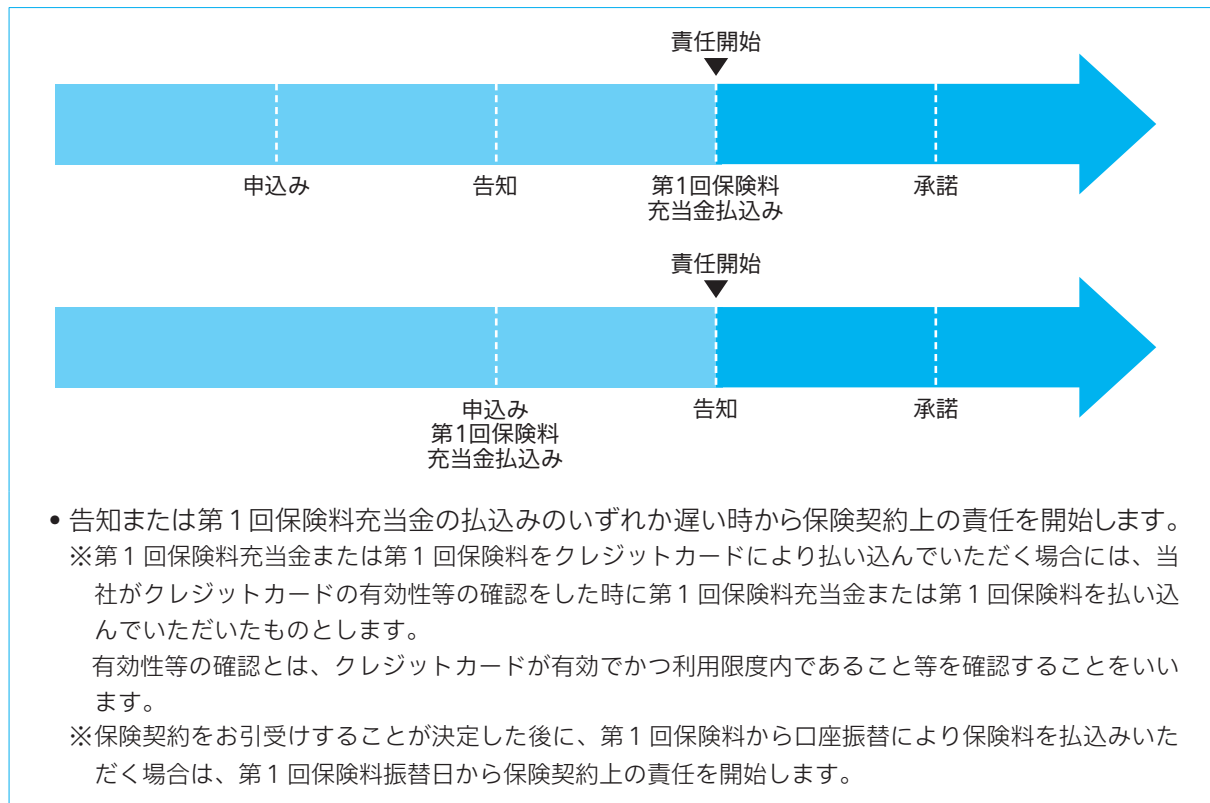 責任開始
申込み
告知
第1回保険料
充当金払込み
承諾
責任開始
申込み
第1回保険料
充当金払込み
告知
承諾
• 告知または第1回保険料充当金の払込みのいずれか遅い時から保険契約上の責任を開始します。
※第1回保険料充当金または第1回保険料をクレジットカードにより払い込んでいただく場合には、当
社がクレジットカードの有効性等の確認をした時に第1回保険料充当金または第1回保険料を払い込
んでいただいたものとします。
有効性等の確認とは、クレジットカードが有効でかつ利用限度内であること等を確認することをいい
ます。
※保険契約をお引受けすることが決定した後に、第1回保険料から口座振替により保険料を払込みいた
だく場合は、第1回保険料振替日から保険契約上の責任を開始します。